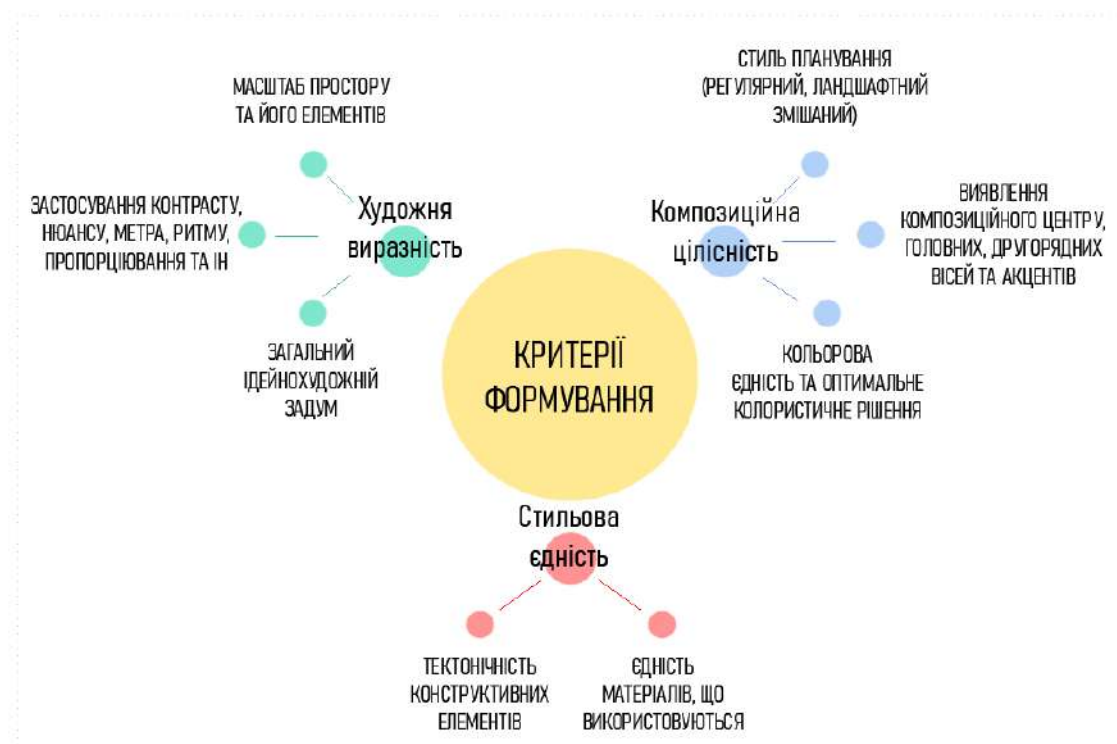 МАСШТАБ ПРОСТОРУ
ТА ЙОГО ЕЛЕМЕНТІВ
ЗАСТОСУВАННЯ КОНТРАСТУ,
НЮАНСУ, МЕТРА, РИТМУ,
ПРОПОРЦІЮВАННЯ ТА ІН
ЗАГАЛЬНИЙ
ІДЕЙНОХУДОЖНІЙ
ЗАДУМ
Художня
виразність
СТИЛЬ ПЛАНУВАННЯ
(РЕГУЛЯРНИЙ, ЛАНДШАФТНИЙ
ЗМІШАНИЙ)
Композиційна
цілісність
ВИЯВЛЕННЯ
КОМПОЗИЦІЙНОГО ЦЕНТРУ,
ГОЛОВНИХ, ДРУГОРЯДНИХ
ВІСЕЙ ТА АКЦЕНТІВ
КОЛЬОРОВА
ЄДНІСТЬ ТА ОПТИМАЛЬНЕ
КОЛОРИСТИЧНЕ РІШЕННЯ
КРИТЕРІЇ
ФОРМУВАННЯ
Стильова
єдність
ТЕКТОНІЧНІСТЬ
КОНСТРУКТИВНИХ
ЕЛЕМЕНТІВ
ЄДНІСТЬ
МАТЕРІАЛІВ, ЩО
ВИКОРИСТОВУЮТЬСЯ